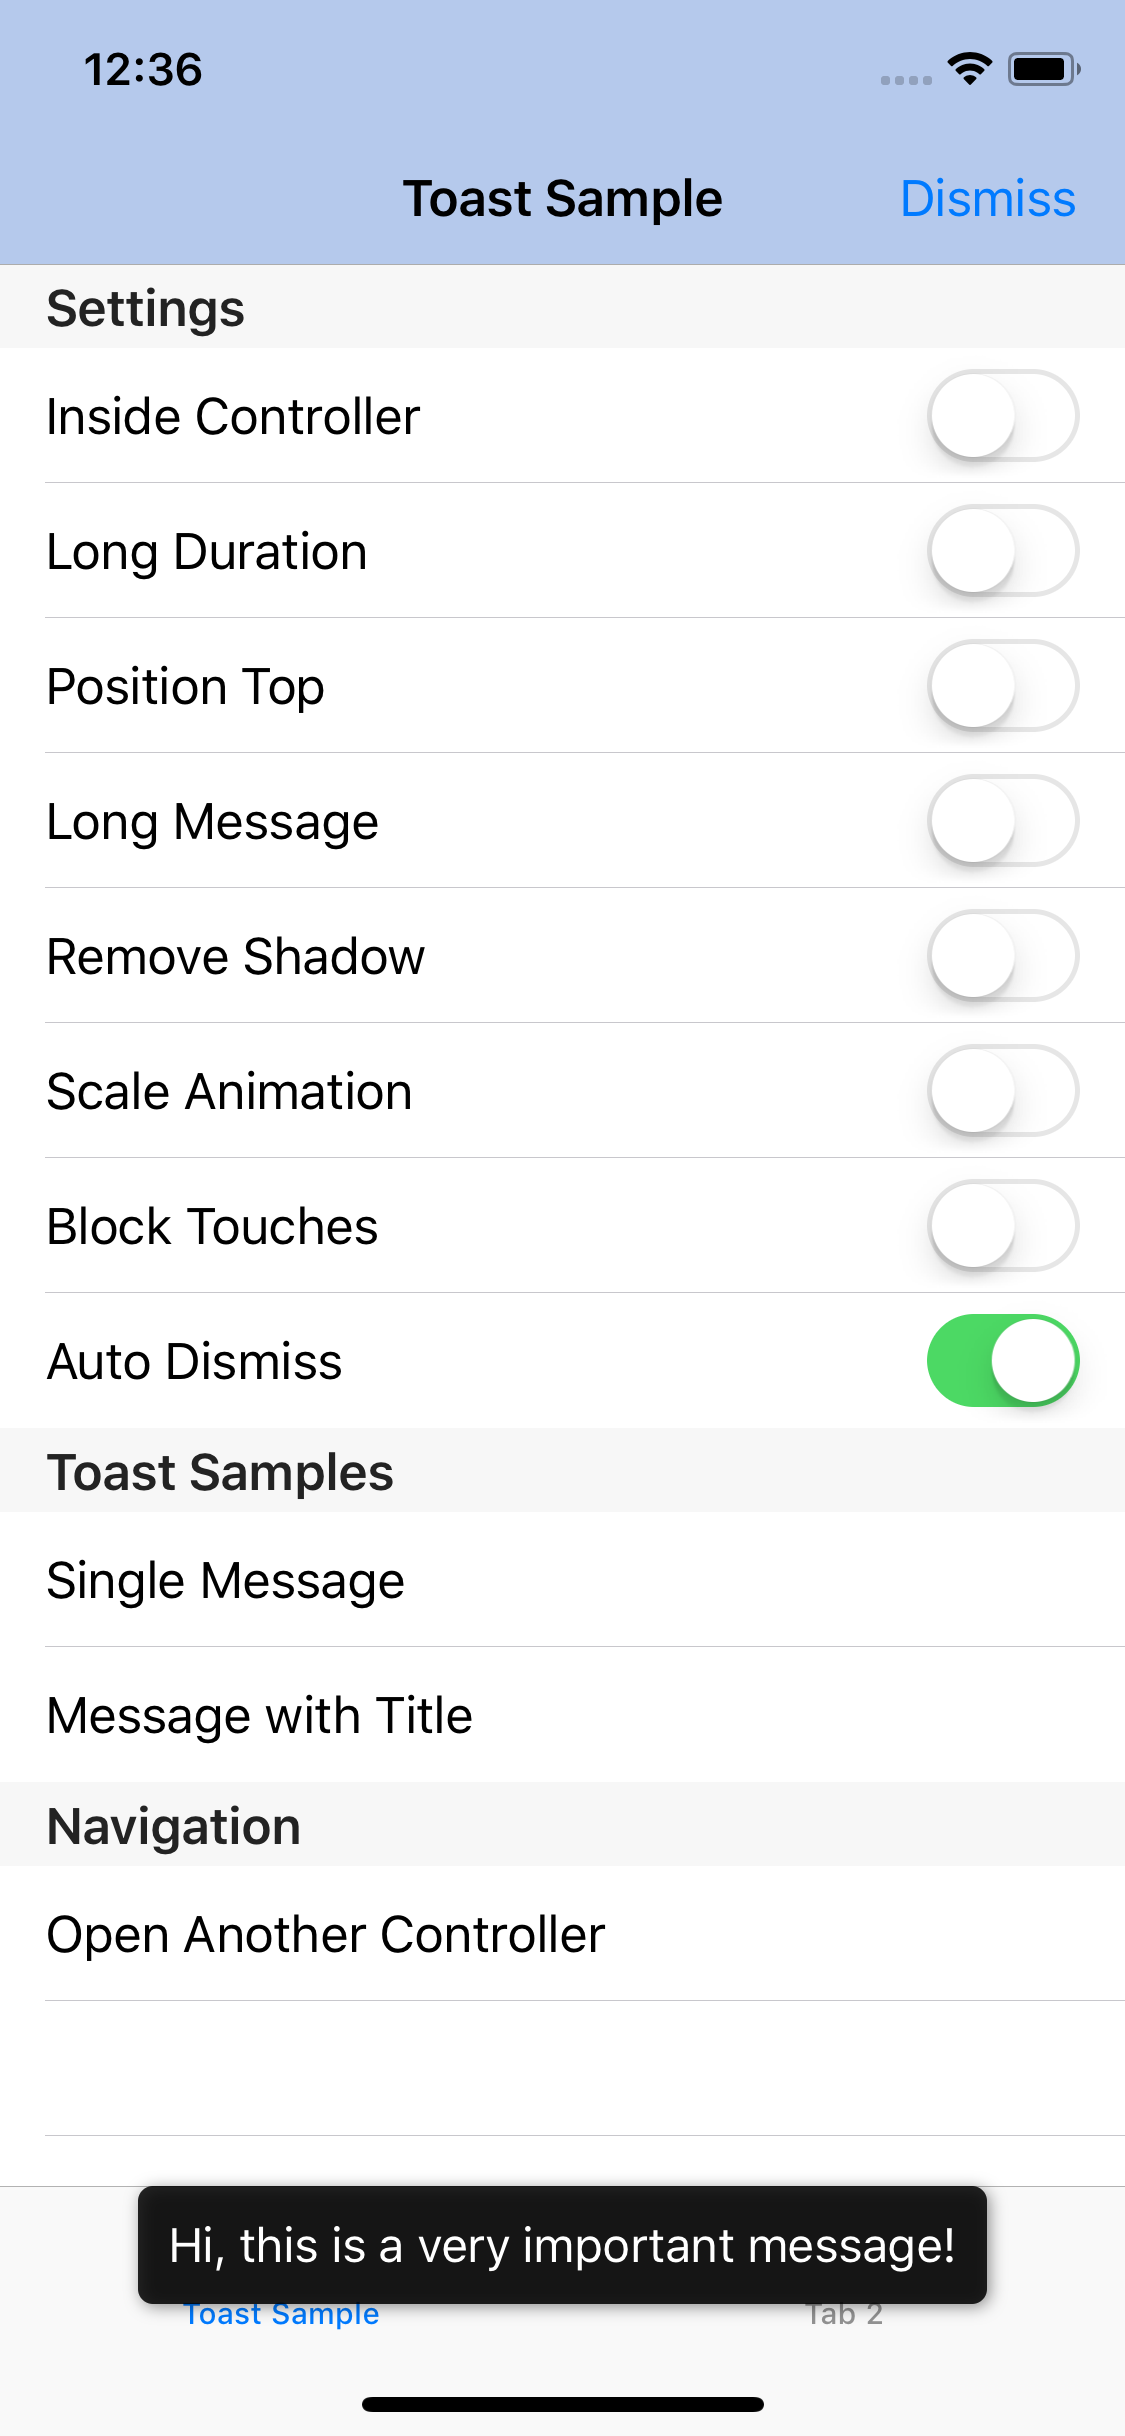 12:36
Toast Sample
Dismiss
Settings
Inside Controller
Long Duration
Position Top
Long Message
Remove Shadow
Scale Animation
Block Touches
Auto Dismiss
Toast Samples
Single Message
Message with Title
Navigation
Open Another Controller
Hi, this is a very important message!
Toast Sample
Tab 2